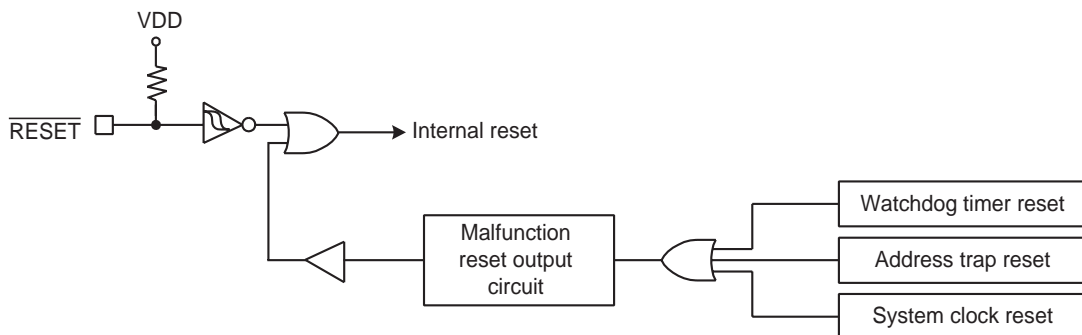 VDD
RESET
Internal reset
Watchdog timer reset
Malfunction
reset output
circuit
Address trap reset
System clock reset